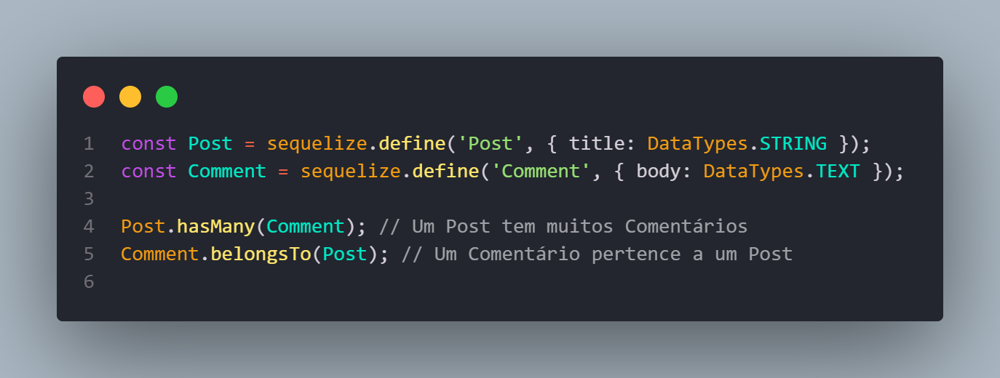 1 const Post = sequelize.define('Post', { title: DataTypes.STRING });
2 const Comment = sequelize.define('Comment', { body: DataTypes.TEXT });
3
4 Post.hasMany(Comment); // Um Post tem muitos Comentários
5 Comment.belongsTo(Post); // Um Comentário pertence a um Post
6